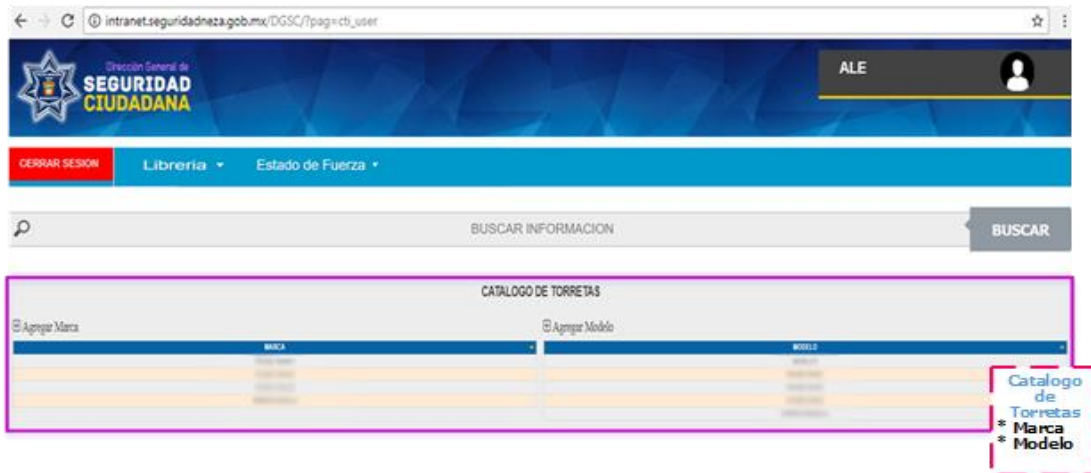 intranet.seguridadneza.gob.mx/DGSC/?pag=cti_user
Dirección General de
SEGURIDAD
CIUDADANA
ALE
CERRAR SESION
Libreria
Estado de Fuerza
BUSCAR INFORMACION
BUSCAR
CATALOGO DE TORRETAS
Agregar Marca
Agregar Modelo
MARCA
MODELO
Catalogo
de
Torretas
* Marca
* Modelo